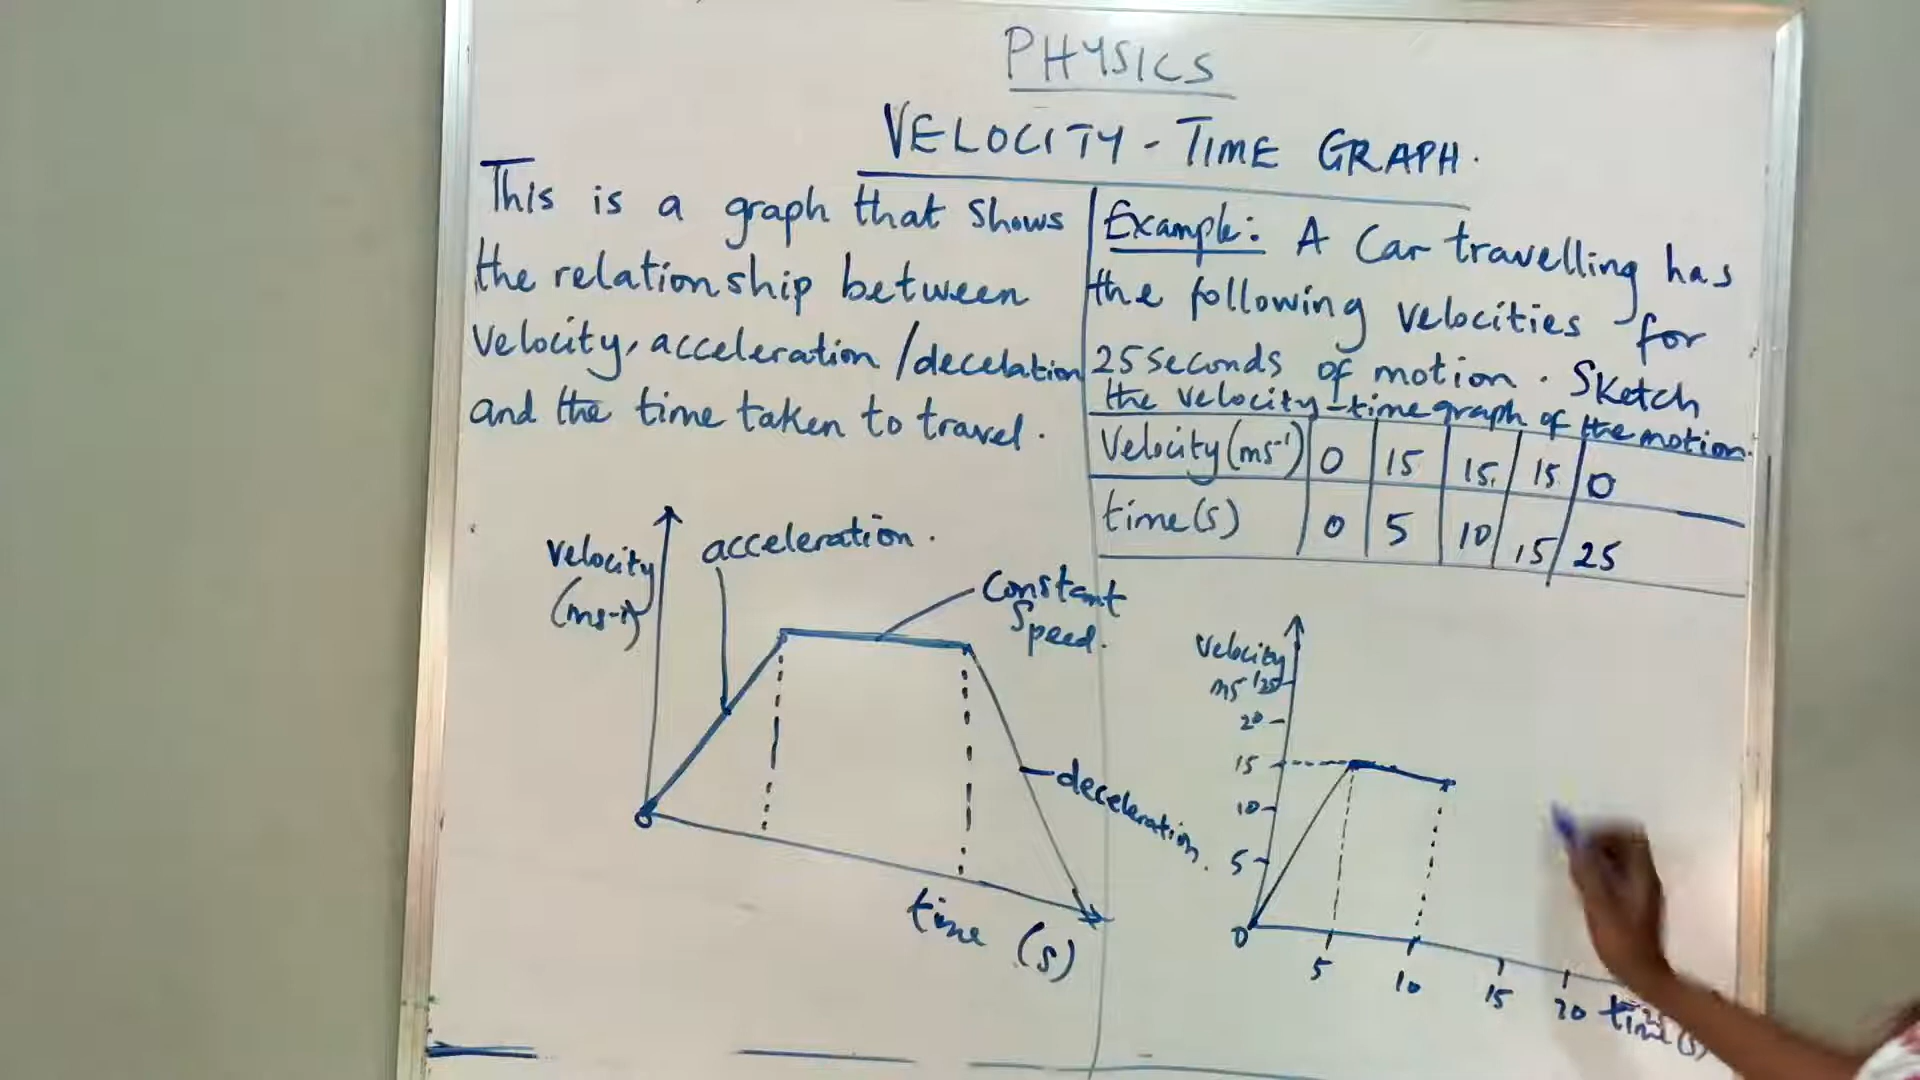 PHYSICS
VELOCITY - TIME GRAPH.
This is a graph that shows
the relationship between
Velocity, acceleration / decelation
and the time taken to travel.
Velocity
(ms-1)
acceleration.
Constant
Speed.
deceleration.
0
time (s)
Example: A Car travelling has
the following velocities for
25 seconds of motion. Sketch
the velocity-time graph of the motion.
Velocity (ms⁻¹) 0 15 15 15 0
time (s) 0 5 10 15 25
Velocity
ms⁻¹ 25
20
15
10
5
0
5 10 15 20 time (s)